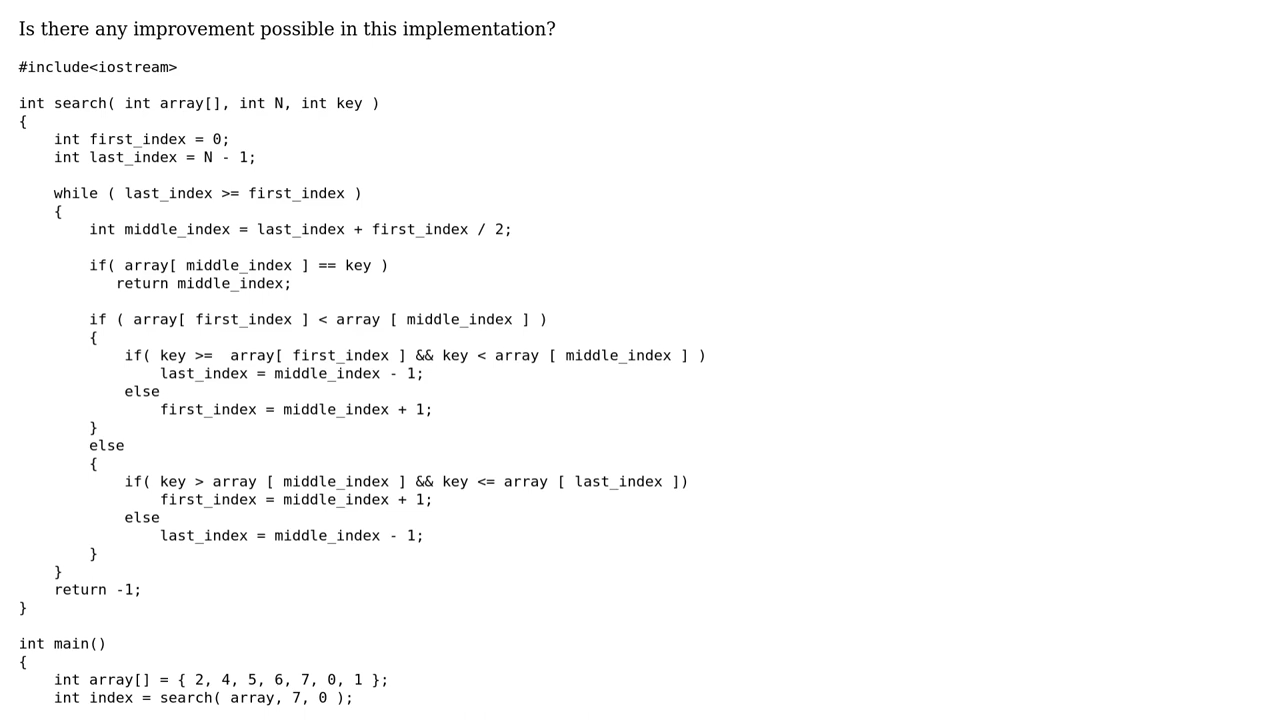 Is there any improvement possible in this implementation?
#include<iostream>
int search( int array[], int N, int key )
{
    int first_index = 0;
    int last_index = N - 1;
    while ( last_index >= first_index )
    {
        int middle_index = last_index + first_index / 2;
        if( array[ middle_index ] == key )
           return middle_index;
        if ( array[ first_index ] < array [ middle_index ] )
        {
            if( key >=  array[ first_index ] && key < array [ middle_index ] )
                last_index = middle_index - 1;
            else
                first_index = middle_index + 1;
        }
        else
        {
            if( key > array [ middle_index ] && key <= array [ last_index ])
                first_index = middle_index + 1;
            else
                last_index = middle_index - 1;
        }
    }
    return -1;
}
int main()
{
    int array[] = { 2, 4, 5, 6, 7, 0, 1 };
    int index = search( array, 7, 0 );